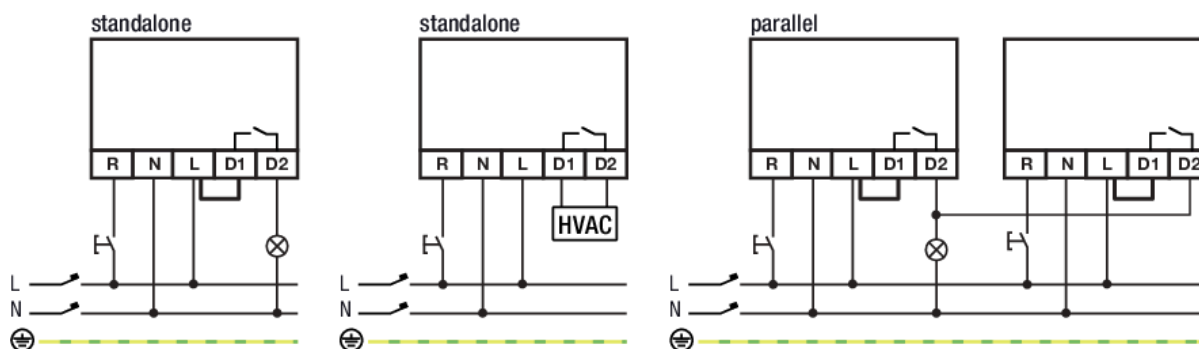 standalone
R N L D1 D2
L
N
standalone
R N L D1 D2
HVAC
L
N
parallel
R N L D1 D2
R N L D1 D2
L
N